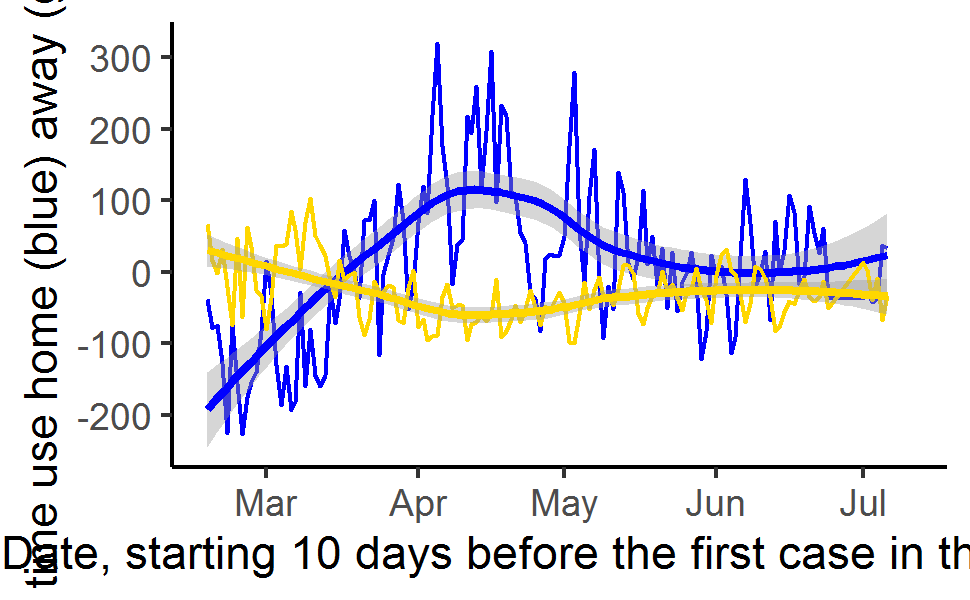 time use home (blue) away (
300
200
100
0
-100
-200
Mar Apr May Jun Jul
Date, starting 10 days before the first case in th